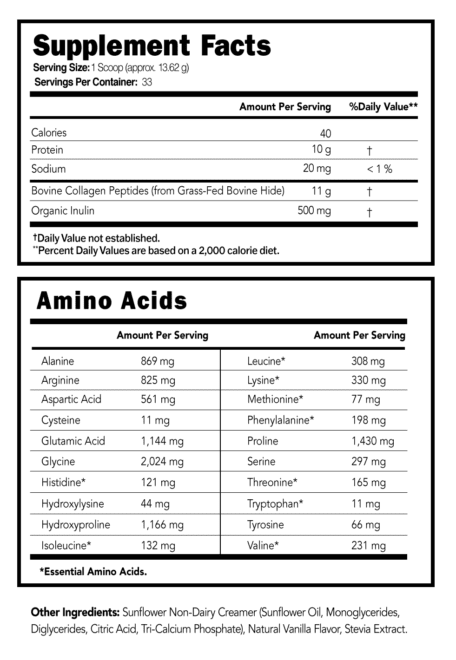 Supplement Facts
Serving Size: 1 Scoop (approx. 13.62 g)
Servings Per Container: 33
Amount Per Serving %Daily Value**
Calories 40
Protein 10 g †
Sodium 20 mg < 1 %
Bovine Collagen Peptides (from Grass-Fed Bovine Hide) 11 g †
Organic Inulin 500 mg †
†Daily Value not established.
**Percent Daily Values are based on a 2,000 calorie diet.
Amino Acids
Amount Per Serving Amount Per Serving
Alanine 869 mg Leucine* 308 mg
Arginine 825 mg Lysine* 330 mg
Aspartic Acid 561 mg Methionine* 77 mg
Cysteine 11 mg Phenylalanine* 198 mg
Glutamic Acid 1,144 mg Proline 1,430 mg
Glycine 2,024 mg Serine 297 mg
Histidine* 121 mg Threonine* 165 mg
Hydroxylysine 44 mg Tryptophan* 11 mg
Hydroxyproline 1,166 mg Tyrosine 66 mg
Isoleucine* 132 mg Valine* 231 mg
*Essential Amino Acids.
Other Ingredients: Sunflower Non-Dairy Creamer (Sunflower Oil, Monoglycerides,
Diglycerides, Citric Acid, Tri-Calcium Phosphate), Natural Vanilla Flavor, Stevia Extract.